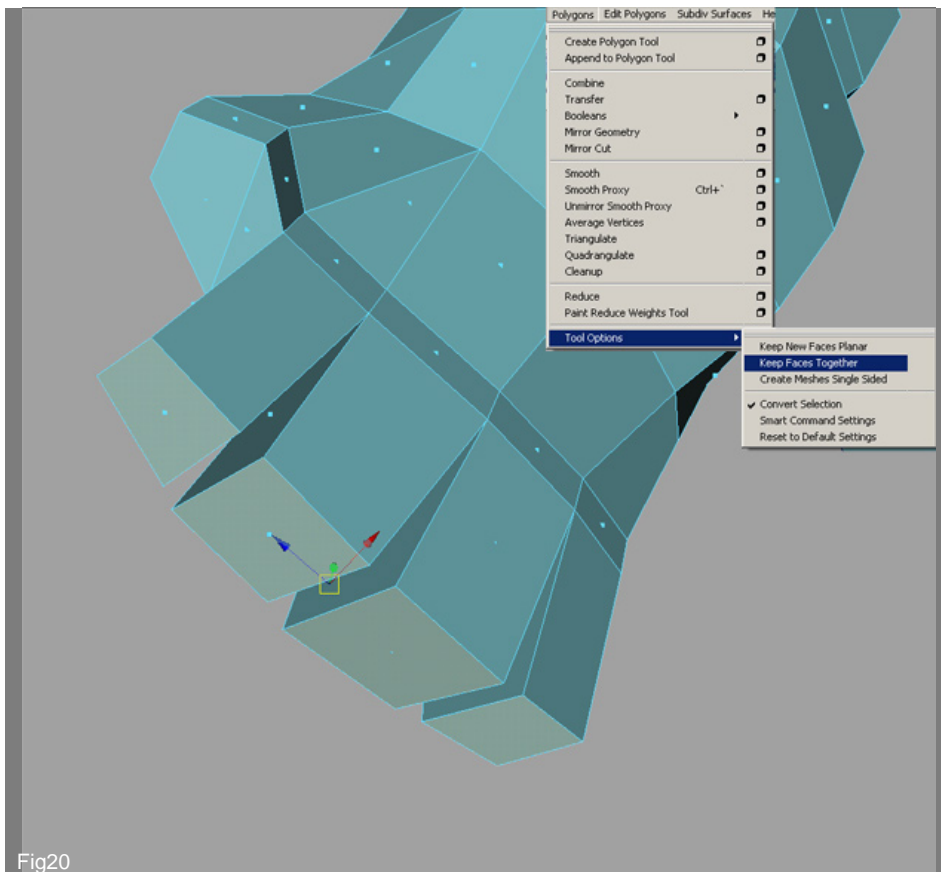 Polygons Edit Polygons Subdiv Surfaces He
Create Polygon Tool
Append to Polygon Tool
Combine
Transfer
Booleans
Mirror Geometry
Mirror Cut
Smooth
Smooth Proxy Ctrl+`
Unmirror Smooth Proxy
Average Vertices
Triangulate
Quadrangulate
Cleanup
Reduce
Paint Reduce Weights Tool
Tool Options
Keep New Faces Planar
Keep Faces Together
Create Meshes Single Sided
Convert Selection
Smart Command Settings
Reset to Default Settings
Fig20